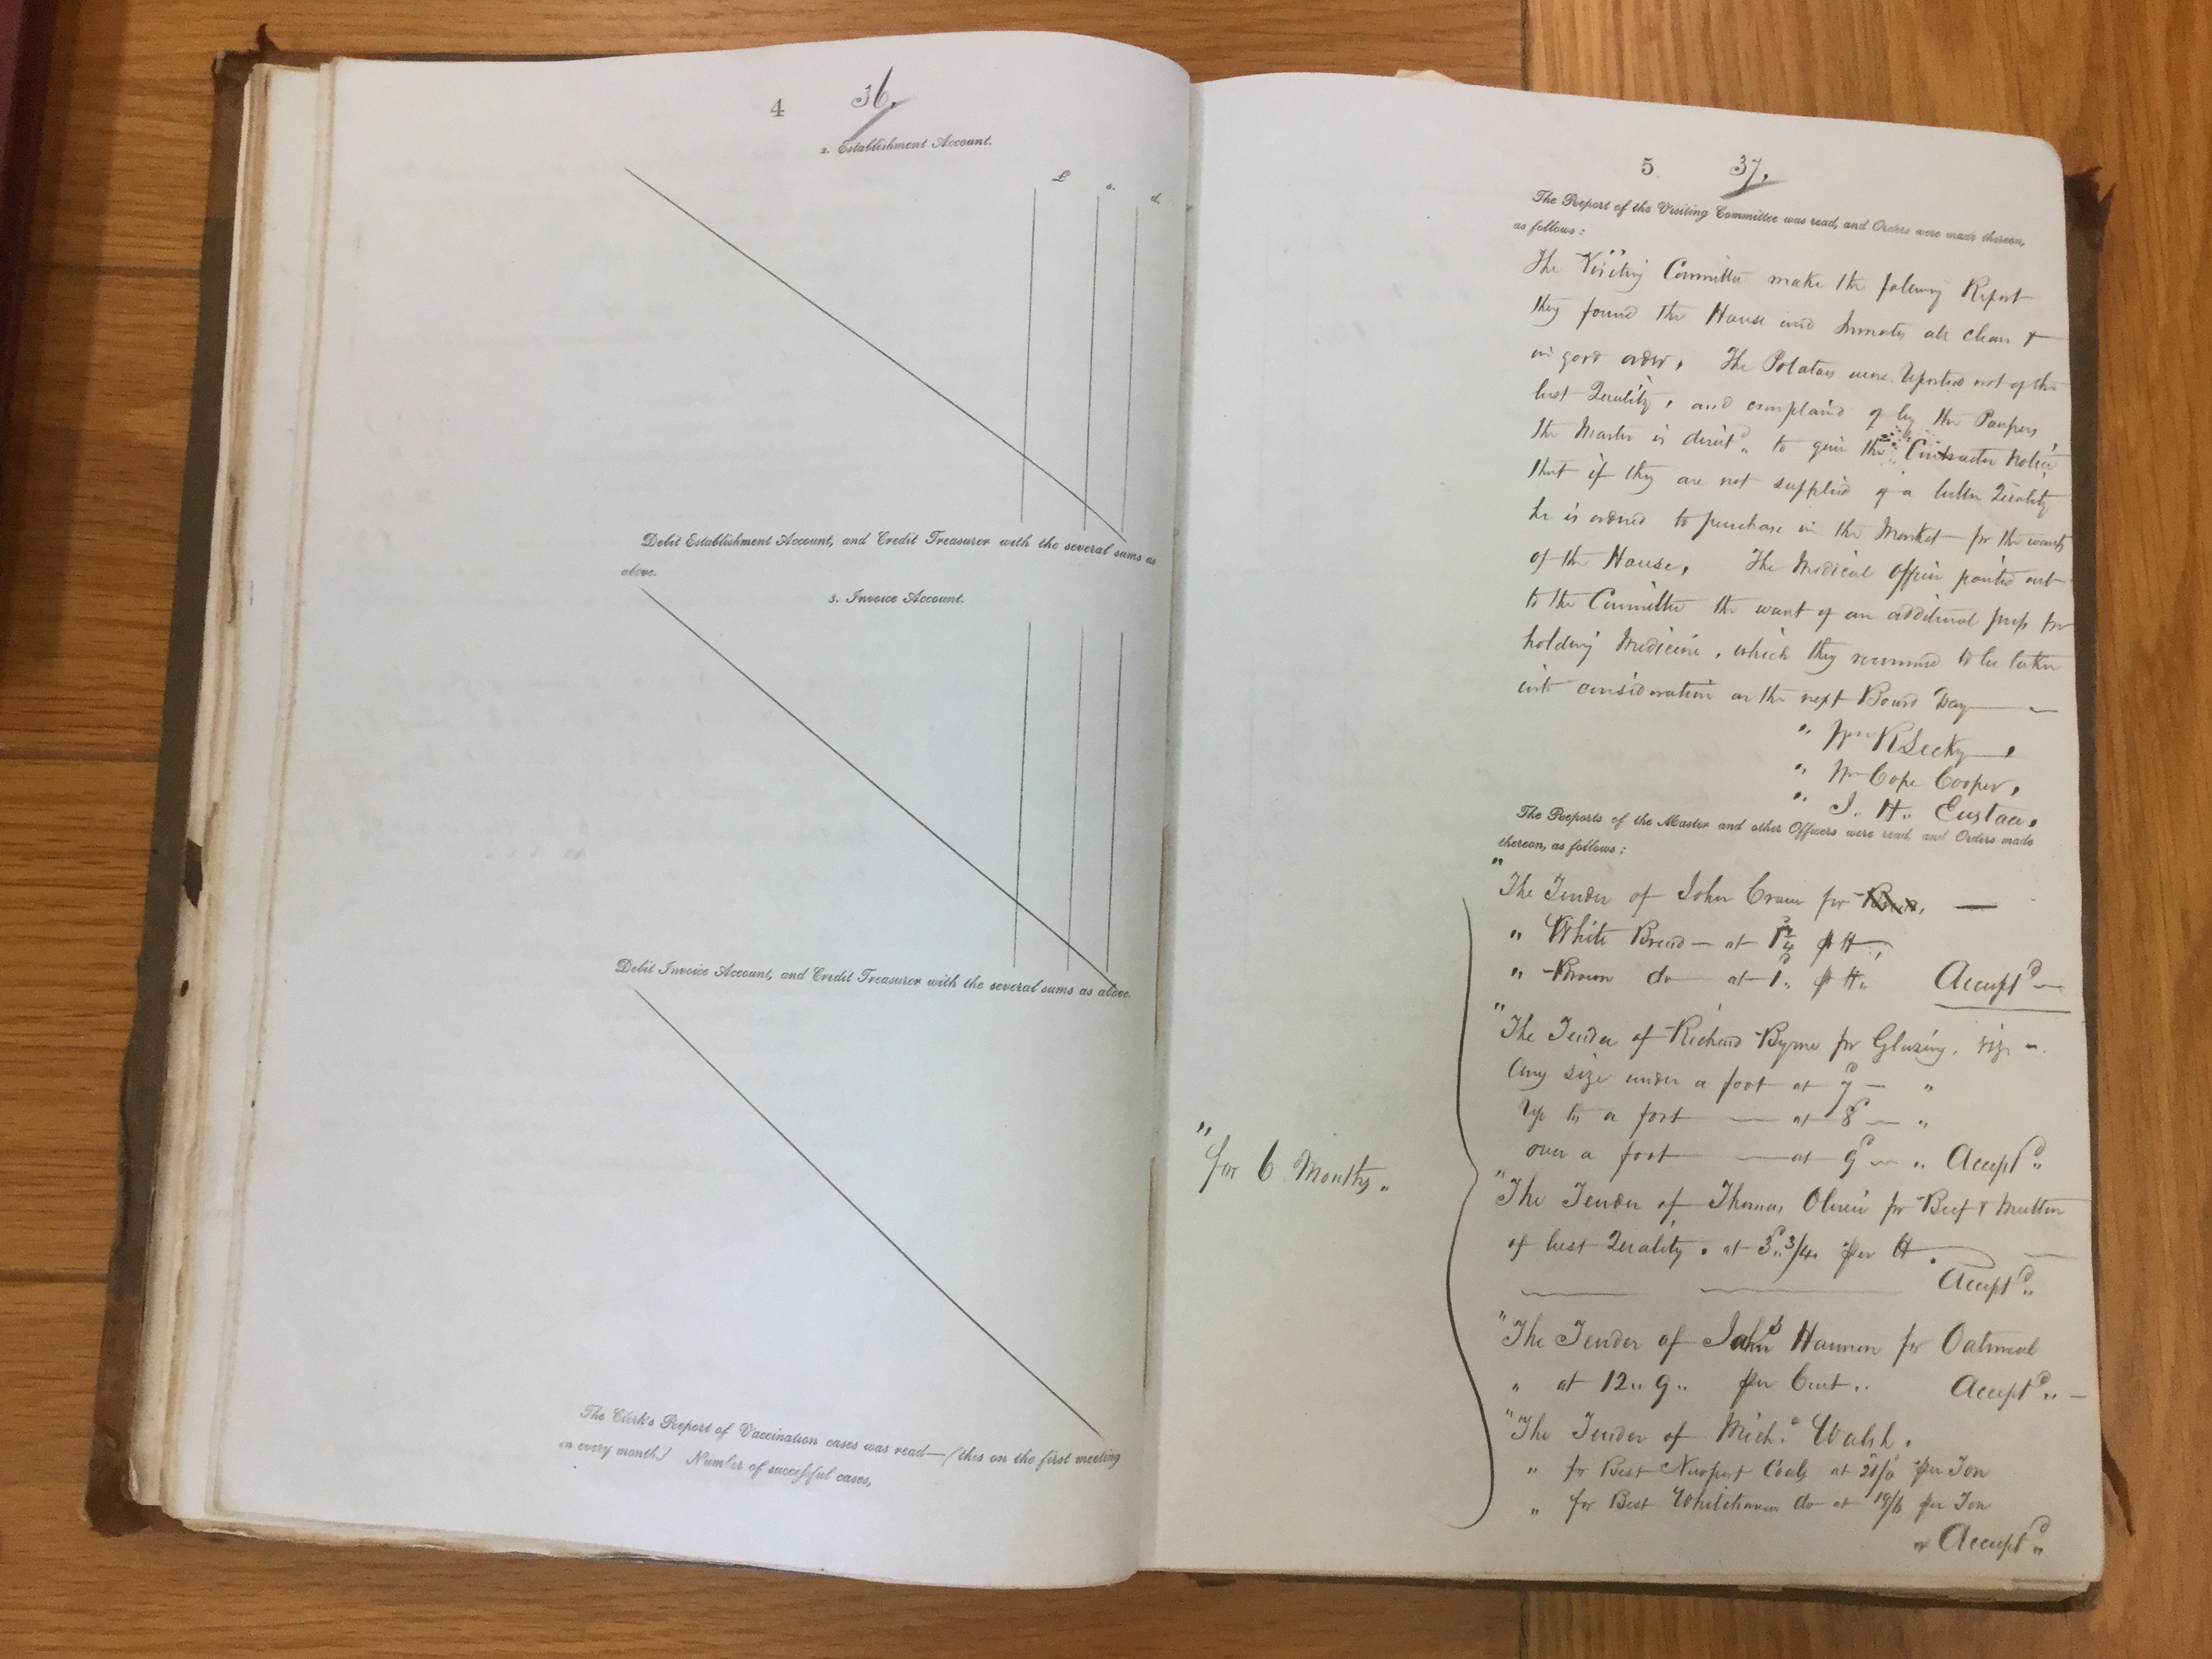 4 36.
2. Establishment Account.
£ s. d.
Debit Establishment Account, and Credit Treasurer with the several sums as
above.
3. Invoice Account.
Debit Invoice Account, and Credit Treasurer with the several sums as above.
The Clerk's Report of Vaccination cases was read—(this on the first meeting
in every month) Number of successful cases,
5 37.
The Report of the Visiting Committee was read, and Orders were made thereon,
as follows:
The Visiting Committee make the folowing Report
they found the House and Inmates all clean &
in good order, The Potatoes were reported not of the
best Quality, and complaind of by the Paupers
the Master is direct'd to give the Contractor notice
that if they are not supplied of a better Quality
he is ordered to purchase in the Market for the wants
of the House, The Medical Officer pointed out
to the Committee the want of an additional press for
holding Medicine, which they recommend to be taken
into consideration on the next Board Day
" Wm R Lecky,
" Wm Cope Cooper,
" J.. H.. Eustace,
The Reports of the Master and other Officers were read, and Orders made
thereon, as follows:
"The Tender of John for
" White Bread — at 1d¼ ℔ lb,
" Brown do at 1d ℔ lb" Accept'd
"The Tender of Richard Byrne for Glazing, viz –
Any size under a foot at 7d — "
Up to a foot — at 8d — "
over a foot — at 9d — " Accept'd"
"for 6 Months"
"The Tender of Thomas for Beef & Mutton
of best Quality, at 3d 3/4 per lb.
Accept'd"
"The Tender of Hannon for Oatmeal
" at 12.. 9.. per Cwt.. Accept'd..
"The Tender of Mich.l Walsh.
" for Best Newport Coals at 21/0 per Ton
" for Best Whitehaven do at 19/6 per Ton
" Accept'd"